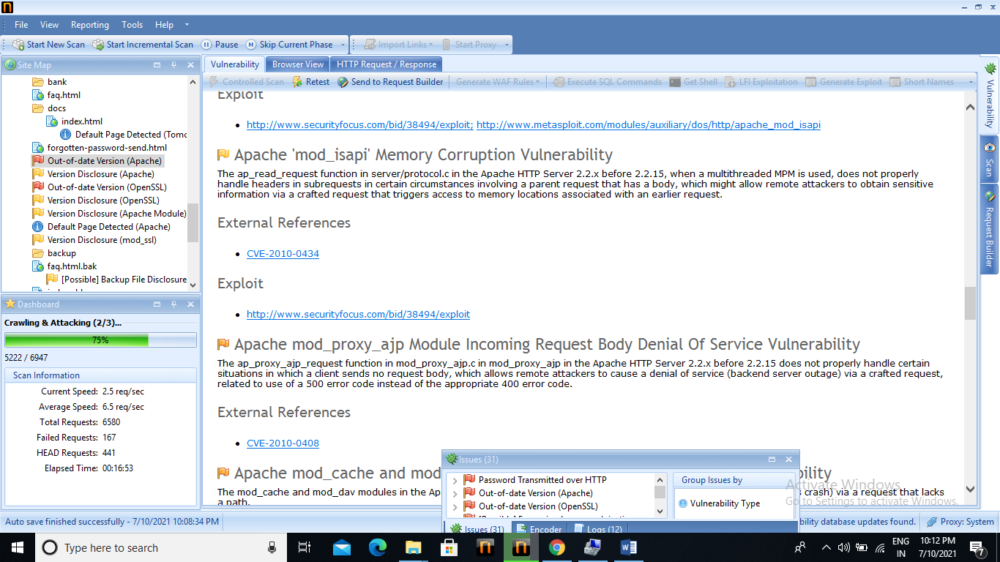 File View Reporting Tools Help
Start New Scan Start Incremental Scan Pause Skip Current Phase Import Links Start Proxy
Site Map
bank
faq.html
docs
index.html
Default Page Detected (Tomc
forgotten-password-send.html
Out-of-date Version (Apache)
Version Disclosure (Apache)
Out-of-date Version (OpenSSL)
Version Disclosure (OpenSSL)
Version Disclosure (Apache Module)
Default Page Detected (Apache)
Version Disclosure (mod_ssl)
backup
faq.html.bak
[Possible] Backup File Disclosure
Dashboard
Crawling & Attacking (2/3)...
75%
5222 / 6947
Scan Information
Current Speed: 2.5 req/sec
Average Speed: 6.5 req/sec
Total Requests: 6580
Failed Requests: 167
HEAD Requests: 441
Elapsed Time: 00:16:53
Vulnerability Browser View HTTP Request / Response
Controlled Scan Retest Send to Request Builder Generate WAF Rules Execute SQL Commands Get Shell LFI Exploitation Generate Exploit Short Names
Exploit
http://www.securityfocus.com/bid/38494/exploit; http://www.metasploit.com/modules/auxiliary/dos/http/apache_mod_isapi
Apache 'mod_isapi' Memory Corruption Vulnerability
The ap_read_request function in server/protocol.c in the Apache HTTP Server 2.2.x before 2.2.15, when a multithreaded MPM is used, does not properly
handle headers in subrequests in certain circumstances involving a parent request that has a body, which might allow remote attackers to obtain sensitive
information via a crafted request that triggers access to memory locations associated with an earlier request.
External References
CVE-2010-0434
Exploit
http://www.securityfocus.com/bid/38494/exploit
Apache mod_proxy_ajp Module Incoming Request Body Denial Of Service Vulnerability
The ap_proxy_ajp_request function in mod_proxy_ajp.c in mod_proxy_ajp in the Apache HTTP Server 2.2.x before 2.2.15 does not properly handle certain
situations in which a client sends no request body, which allows remote attackers to cause a denial of service (backend server outage) via a crafted request,
related to use of a 500 error code instead of the appropriate 400 error code.
External References
CVE-2010-0408
Apache mod_cache and mod bility
The mod_cache and mod_dav modules in the Ap crash) via a request that lacks
a path.
Issues (31)
Password Transmitted over HTTP
Out-of-date Version (Apache)
Out-of-date Version (OpenSSL)
Group Issues by
Vulnerability Type
Issues (31) Encoder Logs (12)
Vulnerability
Scan
Request Builder
Activate Windows
Go to Settings to activate Windows.
Auto save finished successfully - 7/10/2021 10:08:34 PM
bility database updates found. Proxy: System
Type here to search
ENG
IN
10:12 PM
7/10/2021
7